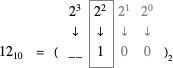 2³ 2² 2¹ 2⁰
↓ ↓ ↓ ↓
12₁₀ = ( __ 1 0 0 )₂